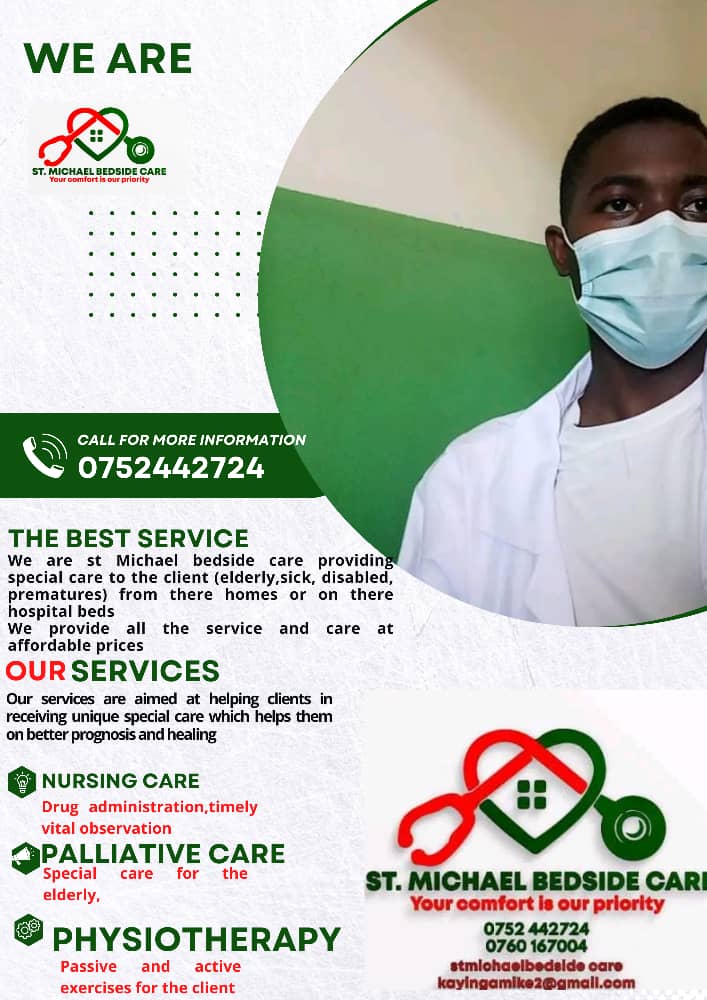 WE ARE
ST. MICHAEL BEDSIDE CARE
Your comfort is our priority
CALL FOR MORE INFORMATION
0752442724
THE BEST SERVICE
We are st Michael bedside care providing
special care to the client (elderly,sick, disabled,
prematures) from there homes or on there
hospital beds
We provide all the service and care at
affordable prices
OUR SERVICES
Our services are aimed at helping clients in
receiving unique special care which helps them
on better prognosis and healing
NURSING CARE
Drug administration,timely
vital observation
PALLIATIVE CARE
Special care for the
elderly,
PHYSIOTHERAPY
Passive and active
exercises for the client
ST. MICHAEL BEDSIDE CARE
Your comfort is our priority
0752 442724
0760 167004
stmichaelbedside care
kayingamike2@gmail.com